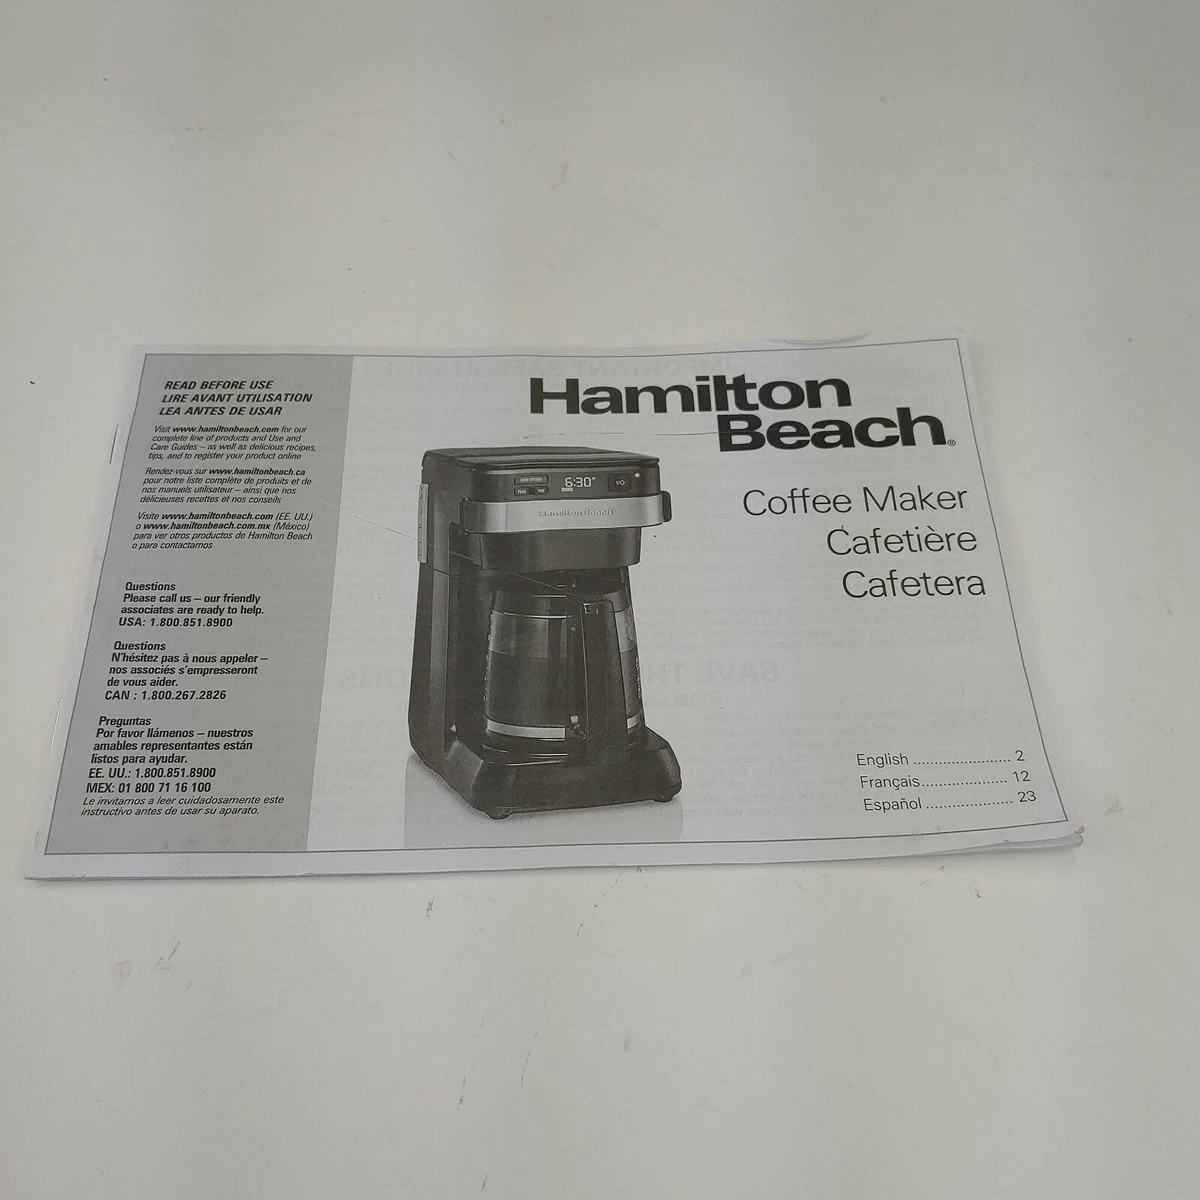 READ BEFORE USE
LIRE AVANT UTILISATION
LEA ANTES DE USAR
Visit www.hamiltonbeach.com for our
complete line of products and Use and
Care Guides – as well as delicious recipes,
tips, and to register your product online
Rendez-vous sur www.hamiltonbeach.ca
pour notre liste complète de produits et de
nos manuels utilisateur – ainsi que nos
délicieuses recettes et nos conseils
Visite www.hamiltonbeach.com (EE. UU.)
o www.hamiltonbeach.com.mx (México)
para ver otros productos de Hamilton Beach
o para contactarnos
Questions
Please call us – our friendly
associates are ready to help.
USA: 1.800.851.8900
Questions
N'hésitez pas à nous appeler –
nos associés s'empresseront
de vous aider.
CAN : 1.800.267.2826
Preguntas
Por favor llámenos – nuestros
amables representantes están
listos para ayudar.
EE. UU.: 1.800.851.8900
MEX: 01 800 71 16 100
Le invitamos a leer cuidadosamente este
instructivo antes de usar su aparato.
Hamilton
Beach®
Coffee Maker
Cafetière
Cafetera
6:30
PROG
TIME
I/O
Hamilton Beach
English ....................... 2
Français.................... 12
Español .................... 23